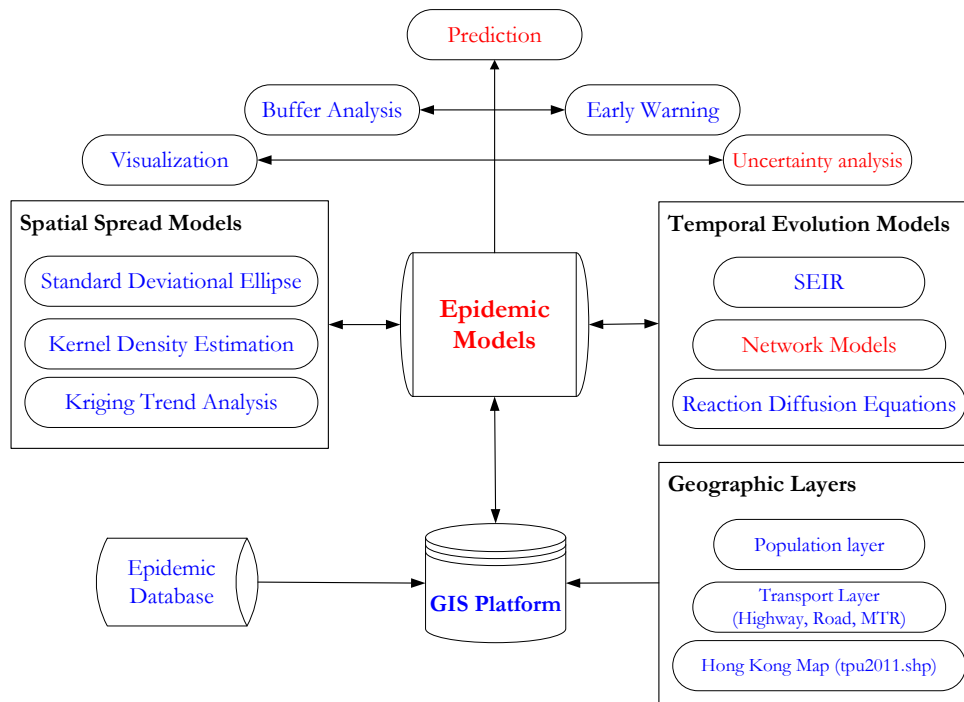 Prediction
Buffer Analysis
Early Warning
Visualization
Uncertainty analysis
Spatial Spread Models
Standard Deviational Ellipse
Kernel Density Estimation
Kriging Trend Analysis
Epidemic
Models
Temporal Evolution Models
SEIR
Network Models
Reaction Diffusion Equations
Epidemic
Database
GIS Platform
Geographic Layers
Population layer
Transport Layer
(Highway, Road, MTR)
Hong Kong Map (tpu2011.shp)